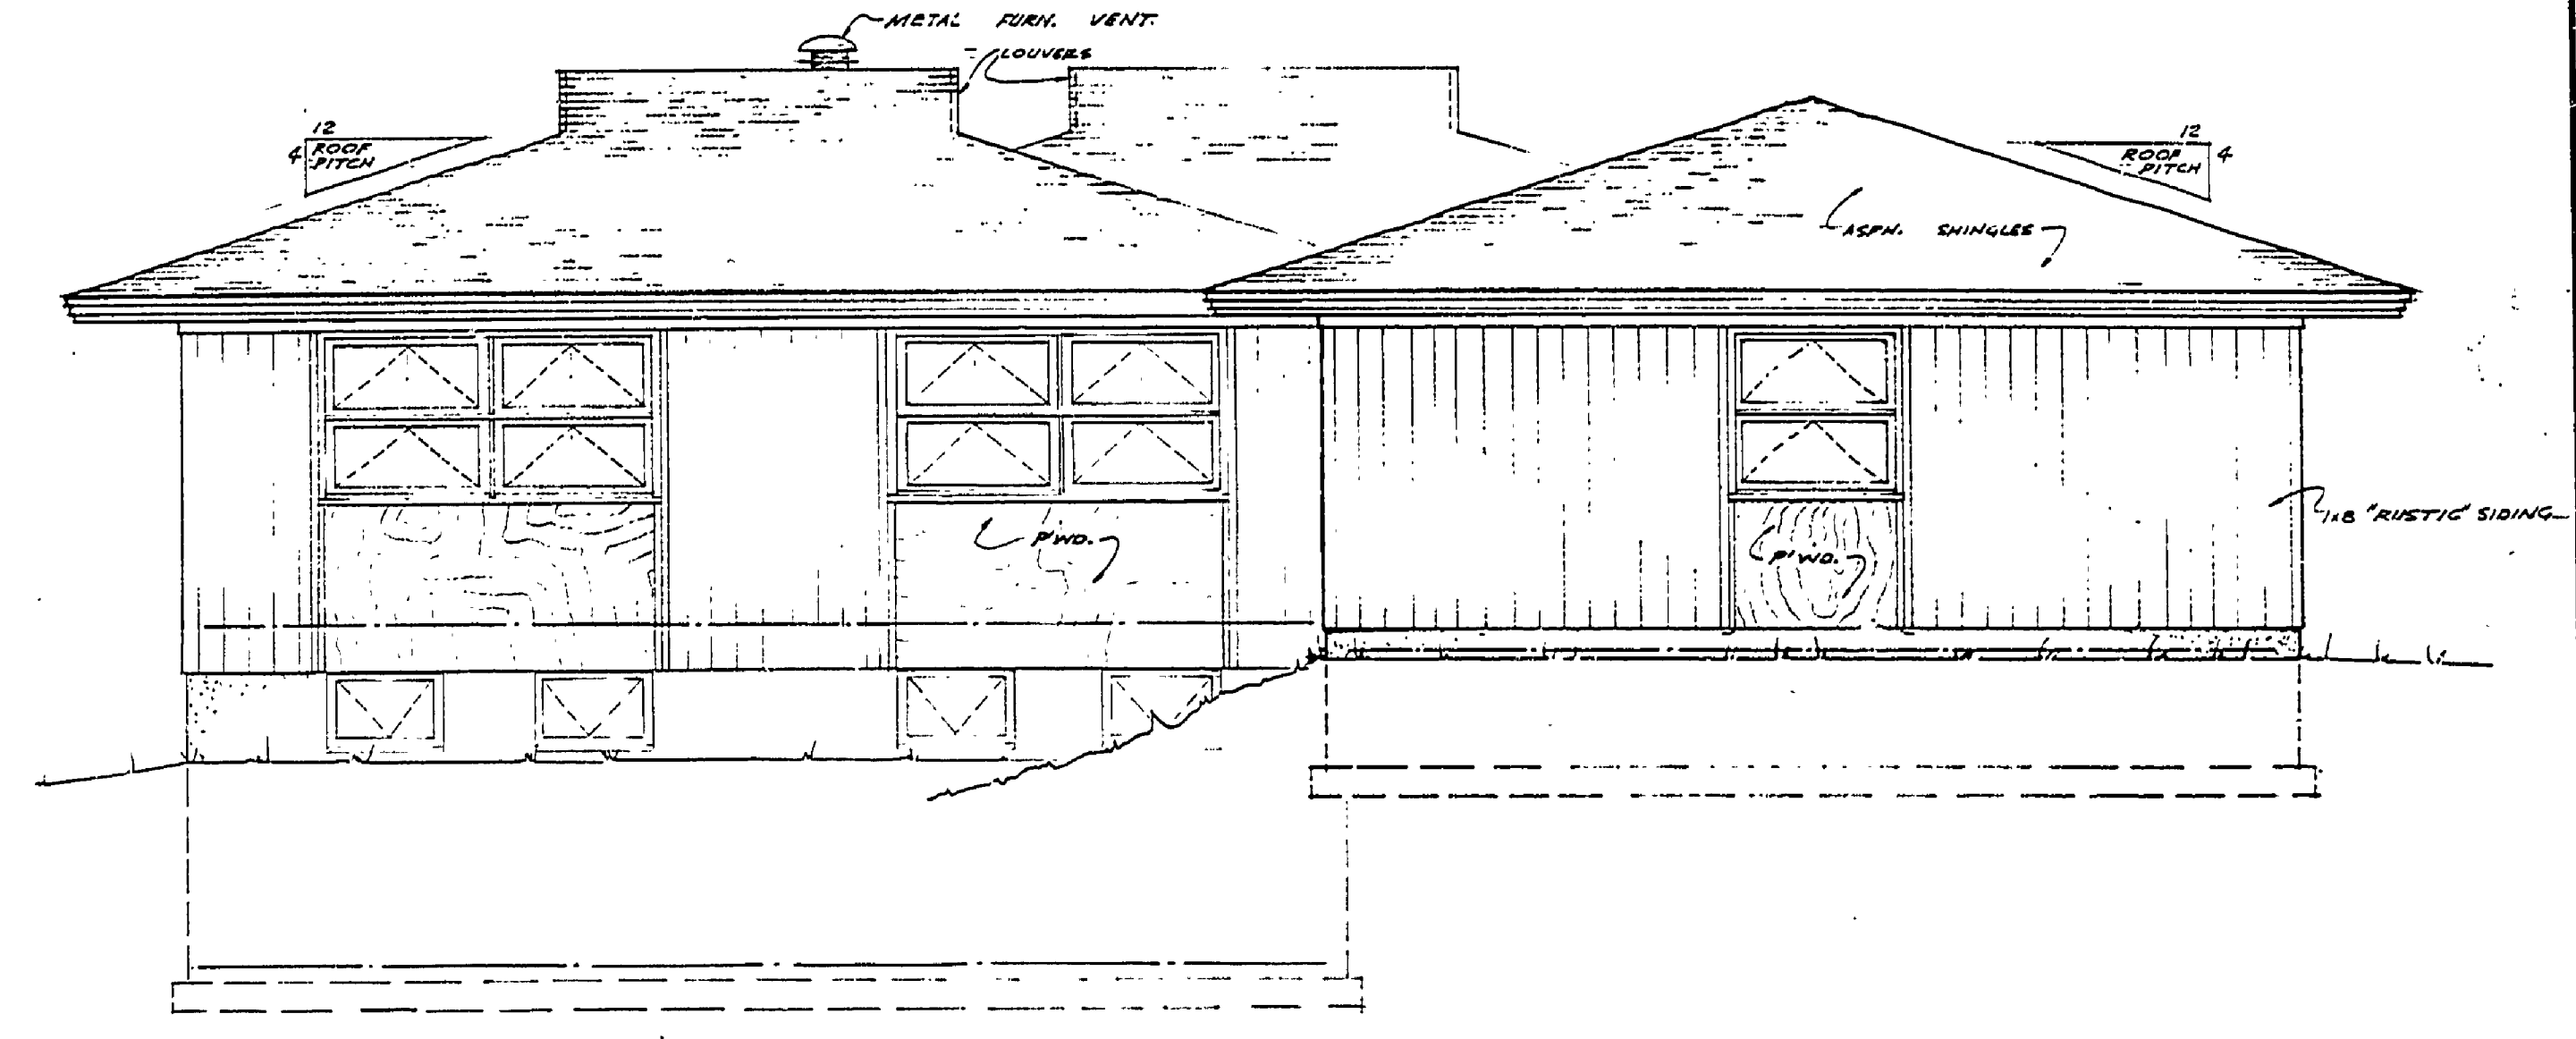 METAL FURN. VENT.
LOUVERS
12
4 ROOF
PITCH
12
ROOF 4
PITCH
ASPH. SHINGLES
1x8 "RUSTIC" SIDING
P'WD.
P'WD.